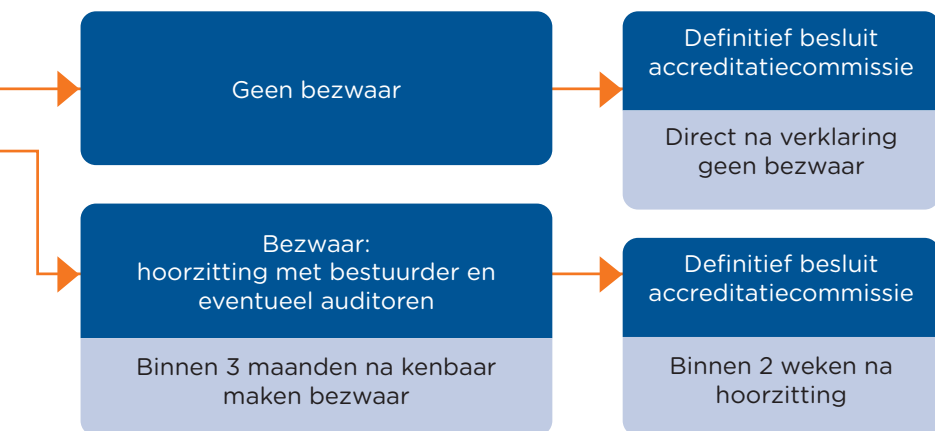 Geen bezwaar
Definitief besluit
accreditatiecommissie
Direct na verklaring
geen bezwaar
Bezwaar:
hoorzitting met bestuurder en
eventueel auditoren
Binnen 3 maanden na kenbaar
maken bezwaar
Definitief besluit
accreditatiecommissie
Binnen 2 weken na
hoorzitting